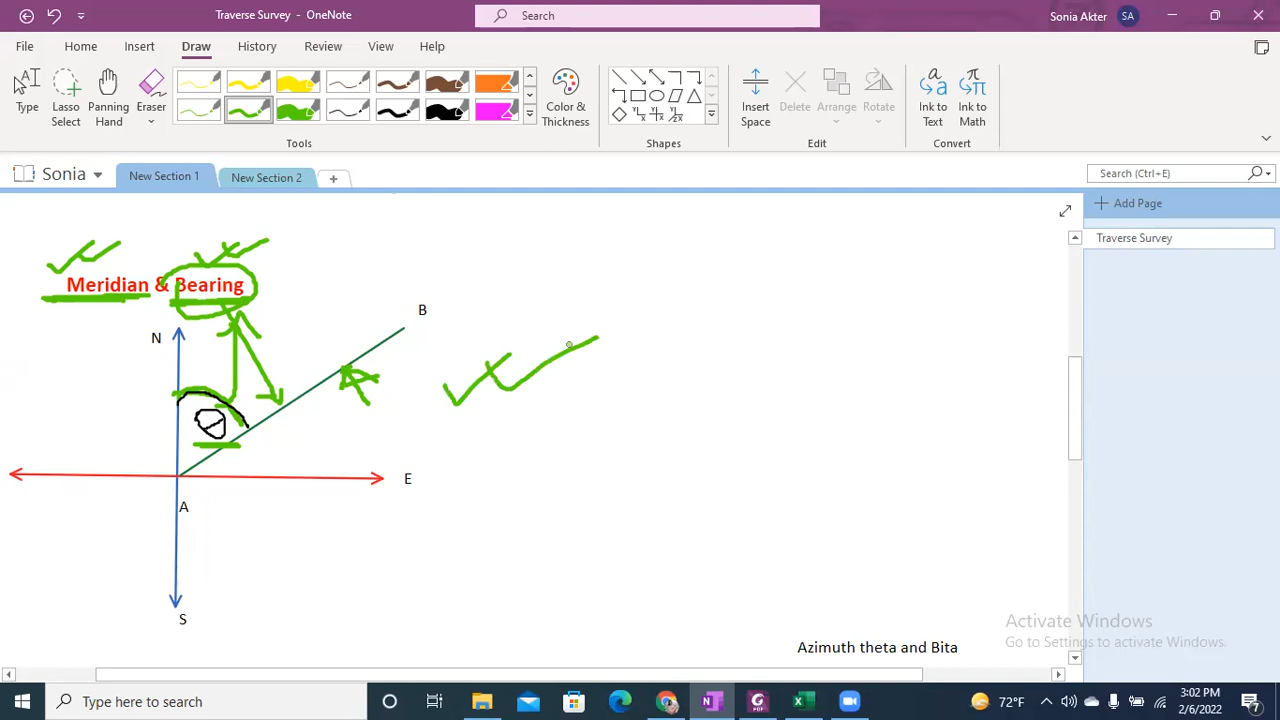 Traverse Survey - OneNote
Search
Sonia Akter
SA
File
Home
Insert
Draw
History
Review
View
Help
Type
Lasso
Select
Panning
Hand
Eraser
Color &
Thickness
Insert
Space
Delete
Arrange
Rotate
a
Ink to
Text
π
Ink to
Math
Tools
Shapes
Edit
Convert
Sonia
New Section 1
New Section 2
Search (Ctrl+E)
Add Page
Traverse Survey
Meridian & Bearing
B
N
θ
E
A
S
Azimuth theta and Bita
Activate Windows
Go to Settings to activate Windows.
Type here to search
72°F
3:02 PM
2/6/2022
7